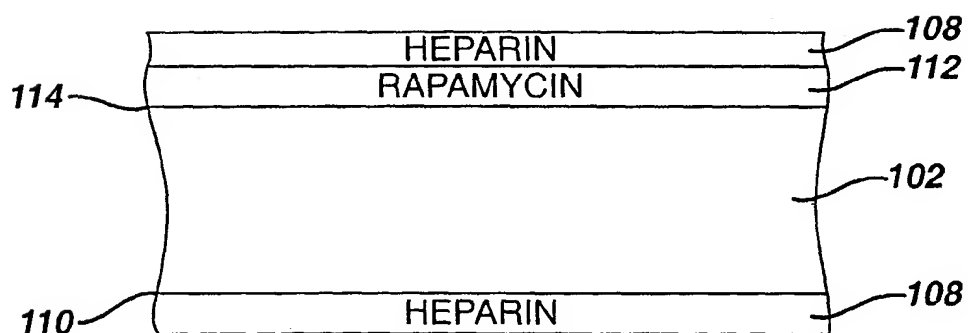 HEPARIN 108
RAPAMYCIN 112
114
102
110 HEPARIN 108